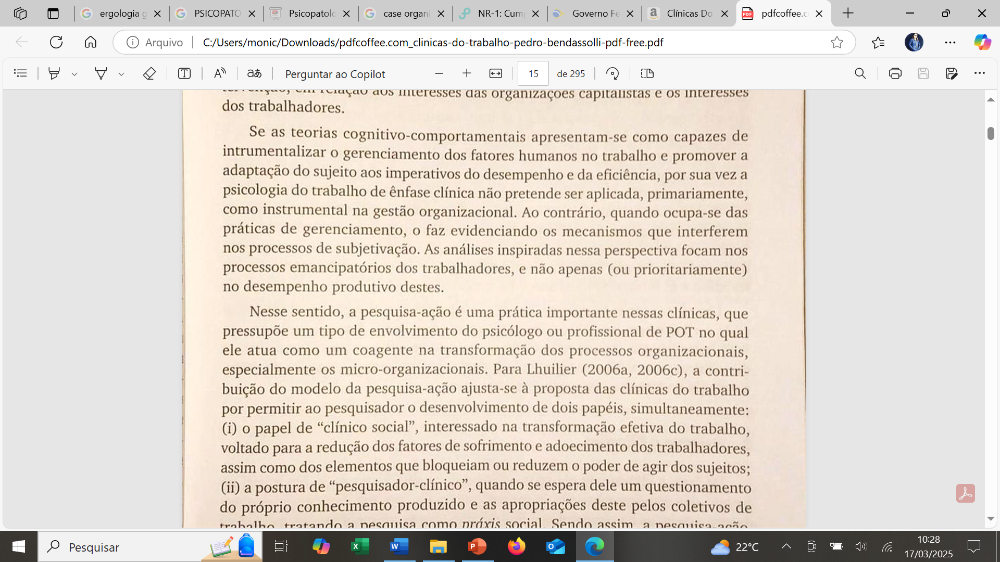 ergologia g
PSICOPATO
Psicopatolo
case organi
NR-1: Cump
Governo Fe
Clínicas Do
pdfcoffee.c
Arquivo
C:/Users/monic/Downloads/pdfcoffee.com_clinicas-do-trabalho-pedro-bendassolli-pdf-free.pdf
Perguntar ao Copilot
15
de 295
tervenção, em relação aos interesses das organizações capitalistas e os interesses
dos trabalhadores.
Se as teorias cognitivo-comportamentais apresentam-se como capazes de
intrumentalizar o gerenciamento dos fatores humanos no trabalho e promover a
adaptação do sujeito aos imperativos do desempenho e da eficiência, por sua vez a
psicologia do trabalho de ênfase clínica não pretende ser aplicada, primariamente,
como instrumental na gestão organizacional. Ao contrário, quando ocupa-se das
práticas de gerenciamento, o faz evidenciando os mecanismos que interferem
nos processos de subjetivação. As análises inspiradas nessa perspectiva focam nos
processos emancipatórios dos trabalhadores, e não apenas (ou prioritariamente)
no desempenho produtivo destes.
Nesse sentido, a pesquisa-ação é uma prática importante nessas clínicas, que
pressupõe um tipo de envolvimento do psicólogo ou profissional de POT no qual
ele atua como um coagente na transformação dos processos organizacionais,
especialmente os micro-organizacionais. Para Lhuilier (2006a, 2006c), a contri-
buição do modelo da pesquisa-ação ajusta-se à proposta das clínicas do trabalho
por permitir ao pesquisador o desenvolvimento de dois papéis, simultaneamente:
(i) o papel de “clínico social”, interessado na transformação efetiva do trabalho,
voltado para a redução dos fatores de sofrimento e adoecimento dos trabalhadores,
assim como dos elementos que bloqueiam ou reduzem o poder de agir dos sujeitos;
(ii) a postura de “pesquisador-clínico”, quando se espera dele um questionamento
do próprio conhecimento produzido e as apropriações deste pelos coletivos de
trabalho, tratando a pesquisa como práxis social. Sendo assim, a pesquisa-ação
Pesquisar
22°C
10:28
17/03/2025